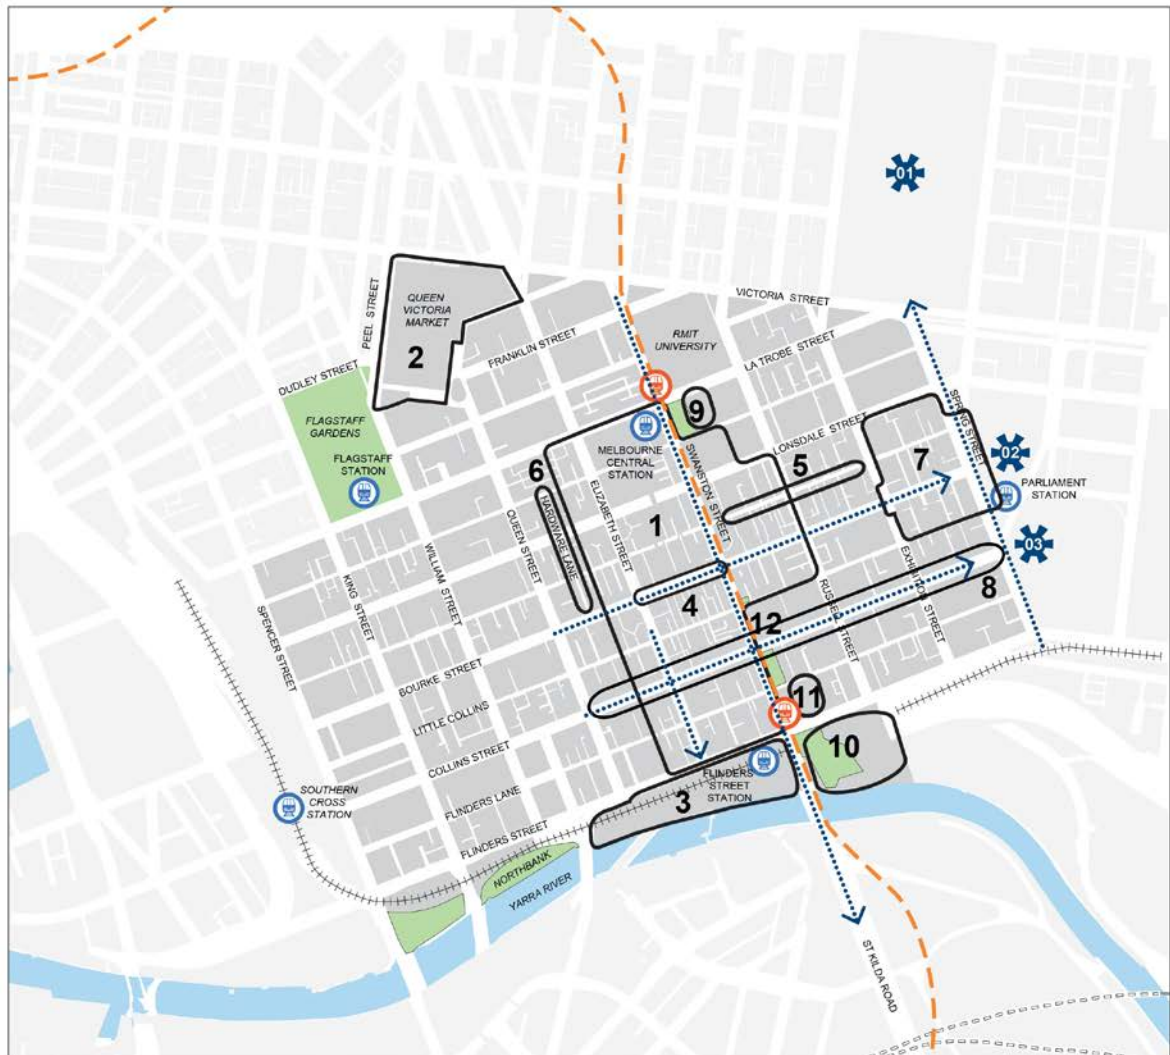 01
VICTORIA STREET
PEEL STREET
QUEEN
VICTORIA
MARKET
2
FRANKLIN STREET
RMIT
UNIVERSITY
LA TROBE STREET
DUDLEY STREET
FLAGSTAFF
GARDENS
FLAGSTAFF
STATION
9
SPRING STREET
LONSDALE STREET
MELBOURNE
CENTRAL
STATION
SWANSTON STREET
5
7
02
PARLIAMENT
STATION
6
HARDWARE LANE
ELIZABETH STREET
QUEEN STREET
1
03
WILLIAM STREET
KING STREET
SPENCER STREET
4
12
RUSSELL STREET
EXHIBITION STREET
8
BOURKE STREET
LITTLE COLLINS
COLLINS STREET
11
10
SOUTHERN
CROSS
STATION
FLINDERS LANE
FLINDERS STREET
FLINDERS
STREET
STATION
3
NORTHBANK
YARRA RIVER
ST KILDA ROAD